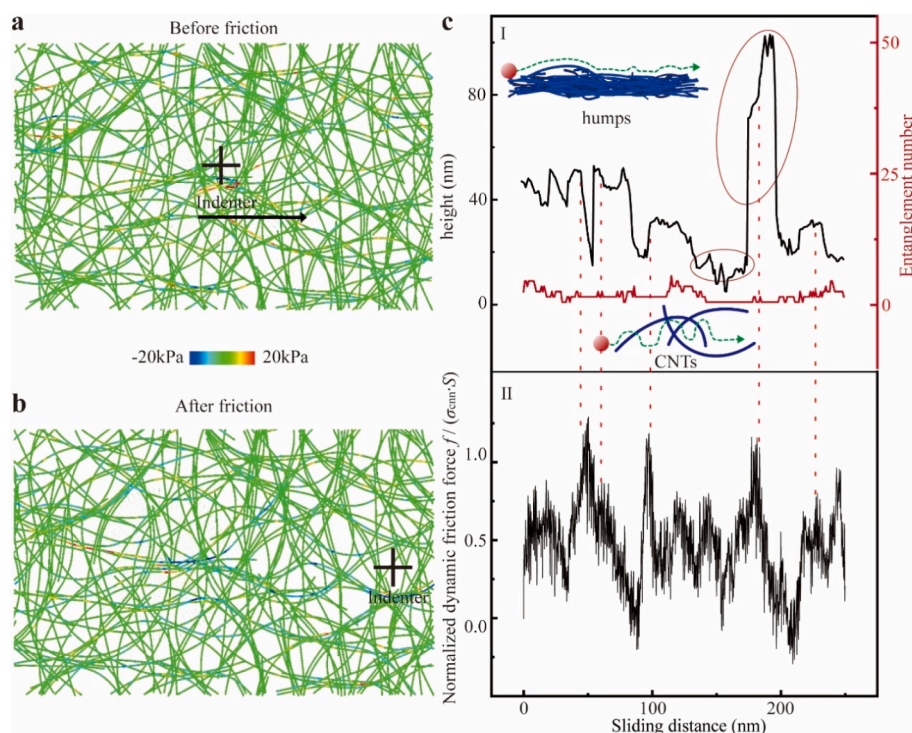 a
Before friction
Indenter
-20kPa
20kPa
b
After friction
Indenter
c
I
humps
height (nm)
80
40
0
50
25
0
Entanglement number
CNTs
II
Normalized dynamic friction force f / (σcnn·S)
1.0
0.5
0.0
0
100
200
Sliding distance (nm)